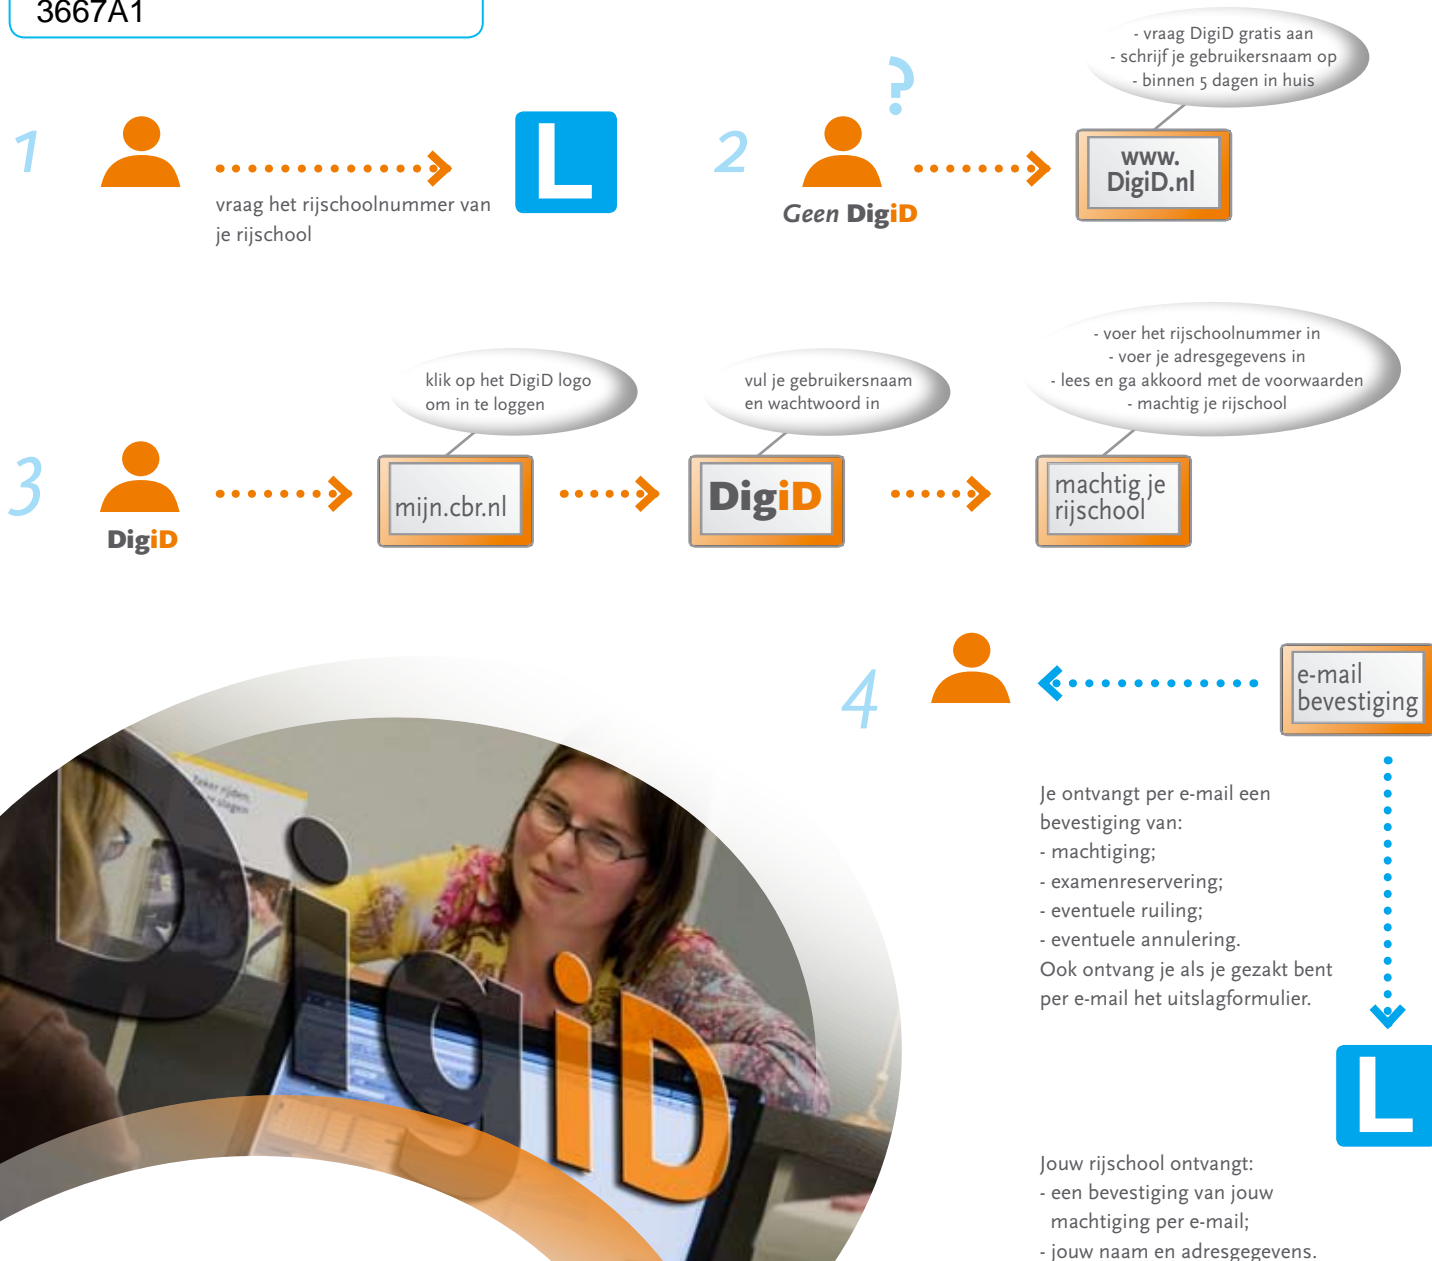 3667A1
- vraag DigiD gratis aan
- schrijf je gebruikersnaam op
- binnen 5 dagen in huis
1
L
vraag het rijschoolnummer van
je rijschool
2
?
Geen DigiD
www.
DigiD.nl
3
DigiD
klik op het DigiD logo
om in te loggen
mijn.cbr.nl
vul je gebruikersnaam
en wachtwoord in
DigiD
- voer het rijschoolnummer in
- voer je adresgegevens in
- lees en ga akkoord met de voorwaarden
- machtig je rijschool
machtig je
rijschool
4
e-mail
bevestiging
Je ontvangt per e-mail een
bevestiging van:
- machtiging;
- examenreservering;
- eventuele ruiling;
- eventuele annulering.
Ook ontvang je als je gezakt bent
per e-mail het uitslagformulier.
L
Jouw rijschool ontvangt:
- een bevestiging van jouw
machtiging per e-mail;
- jouw naam en adresgegevens.
Zeker rijden,
slagen
DigiD